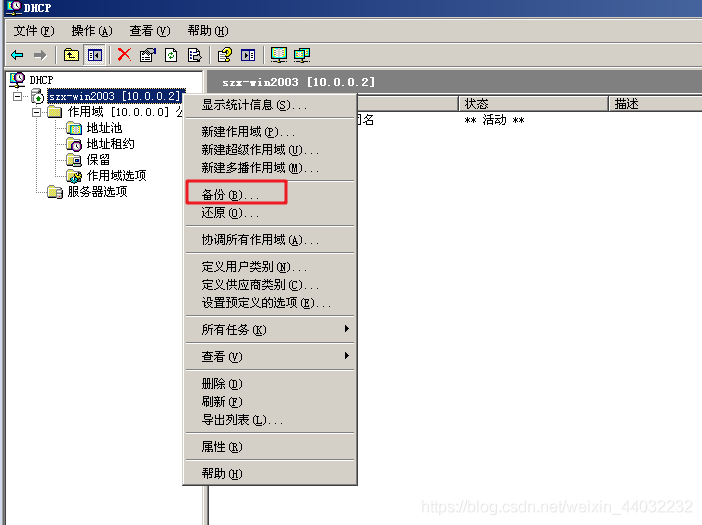 DHCP
文件(F) 操作(A) 查看(V) 帮助(H)
DHCP
szx-win2003 [10.0.0.2]
作用域 [10.0.0.0] 公
地址池
地址租约
保留
作用域选项
服务器选项
szx-win2003 [10.0.0.2]
状态 描述
名 ** 活动 **
显示统计信息(S)...
新建作用域(P)...
新建超级作用域(U)...
新建多播作用域(M)...
备份(B)...
还原(O)...
协调所有作用域(A)...
定义用户类别(N)...
定义供应商类别(C)...
设置预定义的选项(E)...
所有任务(K)
查看(V)
删除(D)
刷新(F)
导出列表(L)...
属性(R)
帮助(H)
https://blog.csdn.net/weixin_44032232